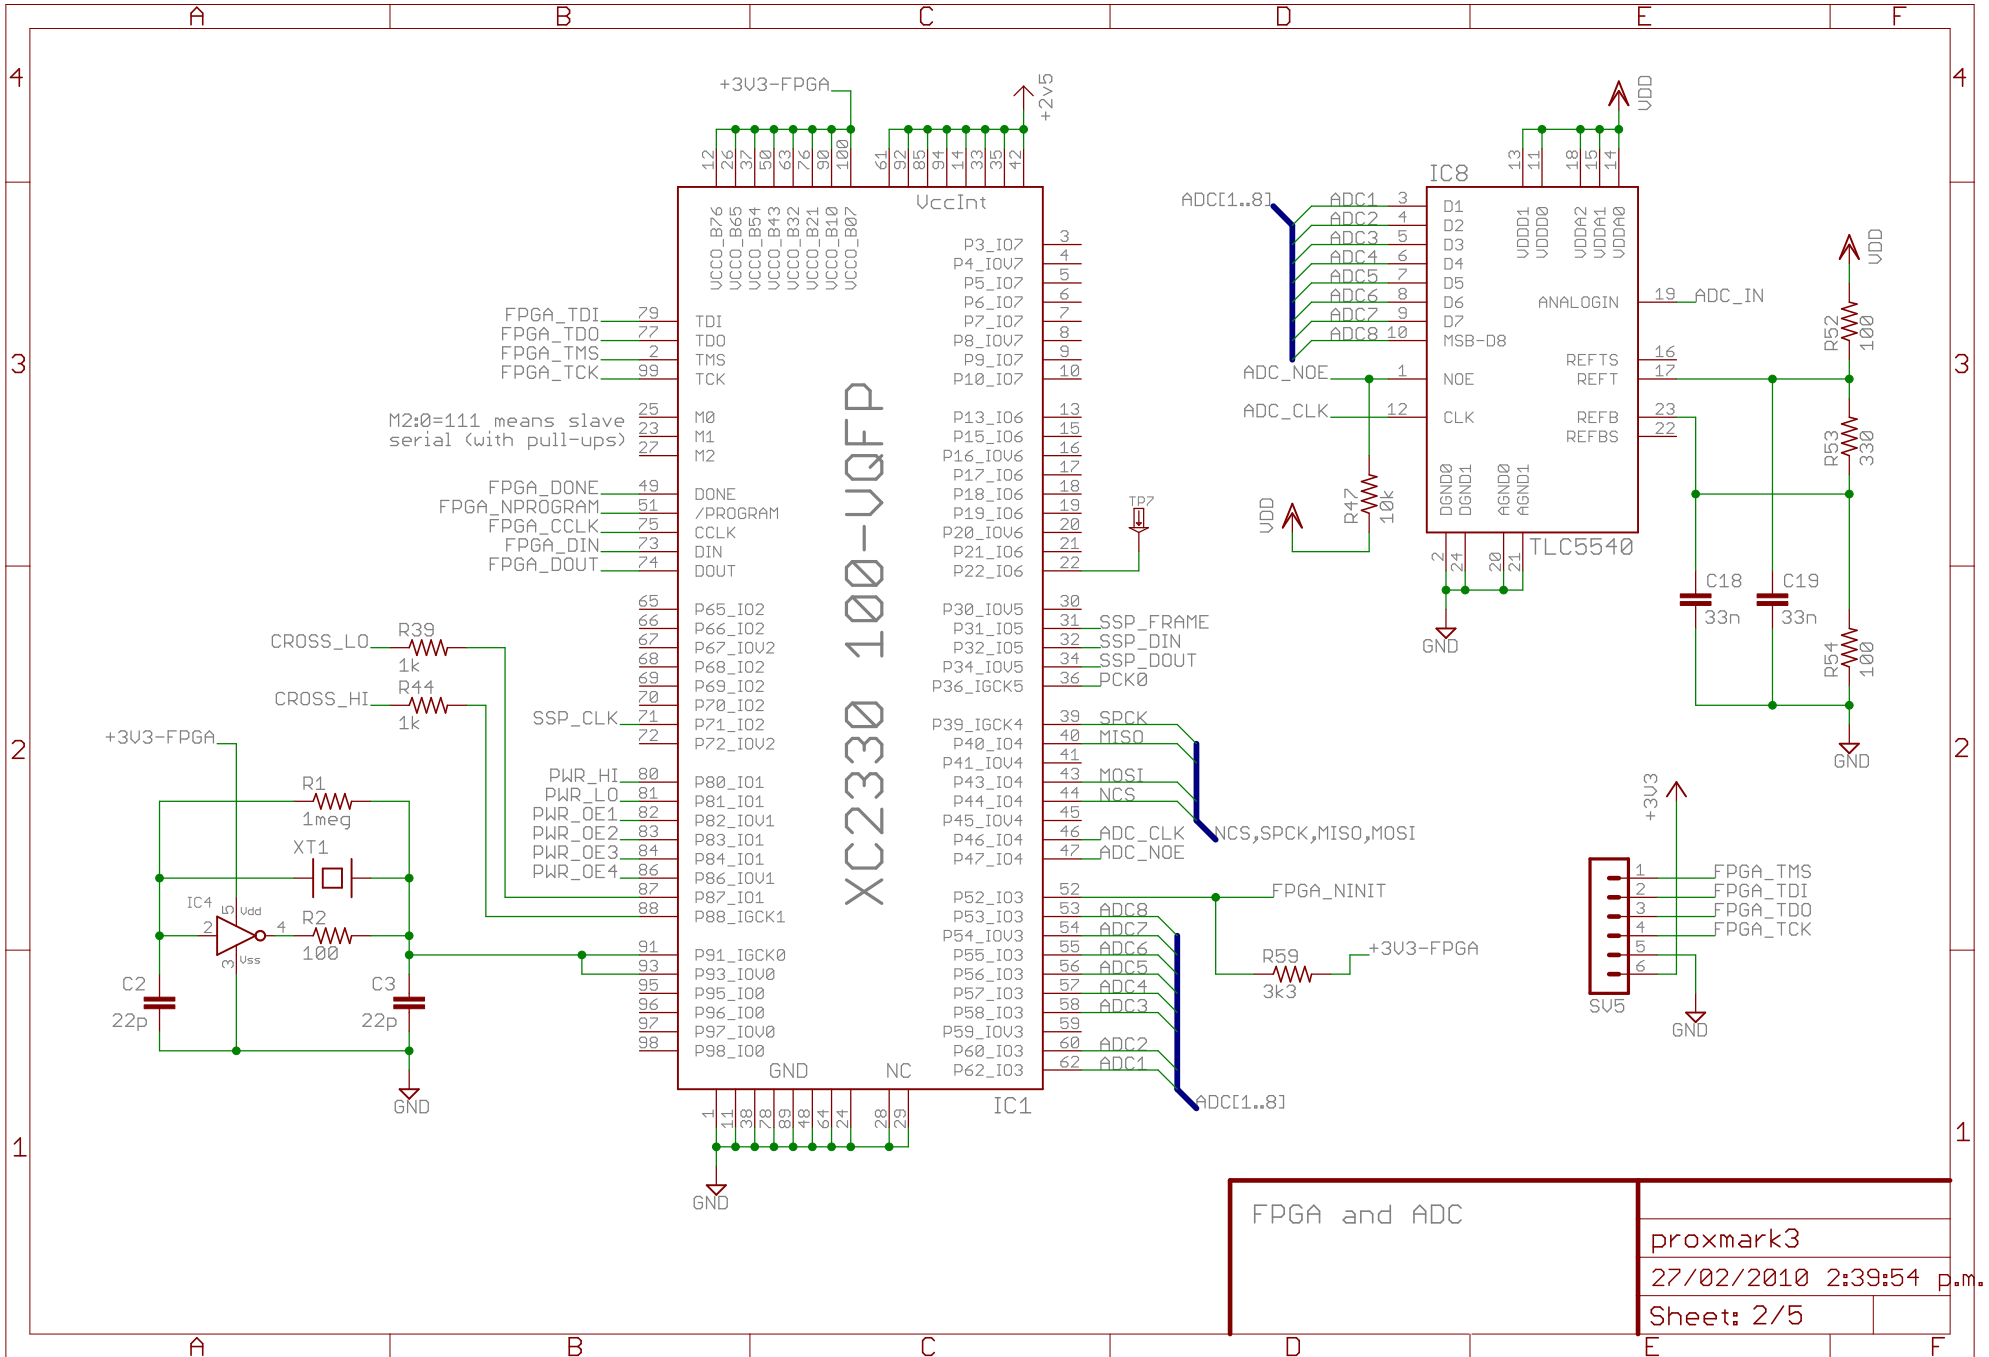 A B C D E F
4 4
3 3
2 2
1 1
+3V3-FPGA
+2v5
12 26 37 50 63 76 90 100
61 92 85 94 14 33 35 42
VccInt
VCCO_B76
VCCO_B65
VCCO_B54
VCCO_B43
VCCO_B32
VCCO_B21
VCCO_B10
VCCO_B07
FPGA_TDI 79 TDI
FPGA_TDO 77 TDO
FPGA_TMS 2 TMS
FPGA_TCK 99 TCK
M2:0=111 means slave
serial (with pull-ups)
25 M0
23 M1
27 M2
FPGA_DONE 49 DONE
FPGA_NPROGRAM 51 /PROGRAM
FPGA_CCLK 75 CCLK
FPGA_DIN 73 DIN
FPGA_DOUT 74 DOUT
65 P65_IO2
66 P66_IO2
67 P67_IOV2
68 P68_IO2
69 P69_IO2
70 P70_IO2
SSP_CLK 71 P71_IO2
72 P72_IOV2
PWR_HI 80 P80_IO1
PWR_LO 81 P81_IO1
PWR_OE1 82 P82_IOV1
PWR_OE2 83 P83_IO1
PWR_OE3 84 P84_IO1
PWR_OE4 86 P86_IOV1
87 P87_IO1
88 P88_IGCK1
91 P91_IGCK0
93 P93_IOV0
95 P95_IO0
96 P96_IO0
97 P97_IOV0
98 P98_IO0
CROSS_LO R39
1k
CROSS_HI R44
1k
+3V3-FPGA
R1
1meg
XT1
IC4
5 Vdd
2 4
3 Vss
R2
100
C2
22p
C3
22p
GND
XC2330 100-VQFP
GND NC
1 11 38 78 89 48 64 24 28 29
GND
IC1
P3_IO7 3
P4_IOV7 4
P5_IO7 5
P6_IO7 6
P7_IO7 7
P8_IOV7 8
P9_IO7 9
P10_IO7 10
P13_IO6 13
P15_IO6 15
P16_IOV6 16
P17_IO6 17
P18_IO6 18
P19_IO6 19
P20_IOV6 20
P21_IO6 21
P22_IO6 22
TP7
P30_IOV5 30
P31_IO5 31 SSP_FRAME
P32_IO5 32 SSP_DIN
P34_IOV5 34 SSP_DOUT
P36_IGCK5 36 PCK0
P39_IGCK4 39 SPCK
P40_IO4 40 MISO
P41_IOV4 41
P43_IO4 43 MOSI
P44_IO4 44 NCS
P45_IOV4 45
P46_IO4 46 ADC_CLK
P47_IO4 47 ADC_NOE
NCS,SPCK,MISO,MOSI
P52_IO3 52 FPGA_NINIT
P53_IO3 53 ADC8
P54_IOV3 54 ADC7
P55_IO3 55 ADC6
P56_IO3 56 ADC5
P57_IO3 57 ADC4
P58_IO3 58 ADC3
P59_IOV3 59
P60_IO3 60 ADC2
P62_IO3 62 ADC1
ADC[1..8]
R59
3k3
+3V3-FPGA
IC8
VDD
13 11 18 15 14
VDDD1
VDDD0
VDDA2
VDDA1
VDDA0
ADC[1..8]
ADC1 3 D1
ADC2 4 D2
ADC3 5 D3
ADC4 6 D4
ADC5 7 D5
ADC6 8 D6
ADC7 9 D7
ADC8 10 MSB-D8
ADC_NOE 1 NOE
ADC_CLK 12 CLK
ANALOGIN 19 ADC_IN
REFTS 16
REFT 17
REFB 23
REFBS 22
DGND0
DGND1
AGND0
AGND1
2 24 20 21
TLC5540
GND
VDD
R47
10k
VDD
R52
100
R53
330
R54
100
C18
33n
C19
33n
GND
+3V3
1 FPGA_TMS
2 FPGA_TDI
3 FPGA_TDO
4 FPGA_TCK
5
6
SV5
GND
FPGA and ADC
proxmark3
27/02/2010 2:39:54 p.m.
Sheet: 2/5
A B C D E F